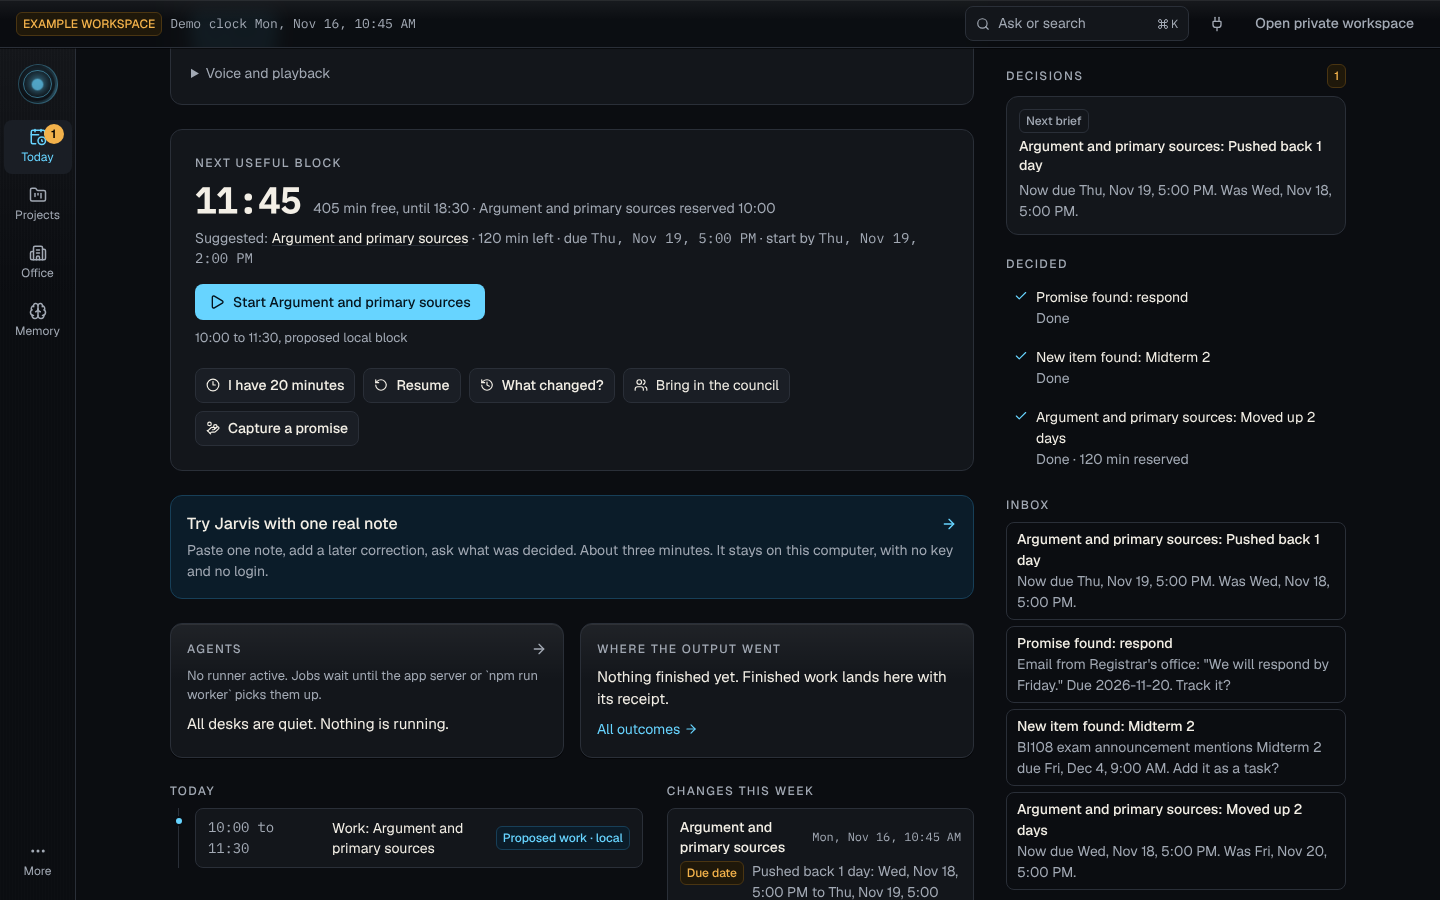 EXAMPLE WORKSPACE
Demo clock Mon, Nov 16, 10:45 AM
Ask or search
⌘K
Open private workspace
1
Today
Projects
Office
Memory
More
Voice and playback
NEXT USEFUL BLOCK
11:45
405 min free, until 18:30 · Argument and primary sources reserved 10:00
Suggested: Argument and primary sources · 120 min left · due Thu, Nov 19, 5:00 PM · start by Thu, Nov 19,
2:00 PM
Start Argument and primary sources
10:00 to 11:30, proposed local block
I have 20 minutes
Resume
What changed?
Bring in the council
Capture a promise
Try Jarvis with one real note
Paste one note, add a later correction, ask what was decided. About three minutes. It stays on this computer, with no key
and no login.
AGENTS
No runner active. Jobs wait until the app server or `npm run
worker` picks them up.
All desks are quiet. Nothing is running.
WHERE THE OUTPUT WENT
Nothing finished yet. Finished work lands here with
its receipt.
All outcomes →
TODAY
10:00 to
11:30
Work: Argument and
primary sources
Proposed work · local
CHANGES THIS WEEK
Argument and
primary sources
Mon, Nov 16, 10:45 AM
Due date
Pushed back 1 day: Wed, Nov 18,
5:00 PM to Thu, Nov 19, 5:00
DECISIONS
1
Next brief
Argument and primary sources: Pushed back 1
day
Now due Thu, Nov 19, 5:00 PM. Was Wed, Nov 18,
5:00 PM.
DECIDED
Promise found: respond
Done
New item found: Midterm 2
Done
Argument and primary sources: Moved up 2
days
Done · 120 min reserved
INBOX
Argument and primary sources: Pushed back 1
day
Now due Thu, Nov 19, 5:00 PM. Was Wed, Nov 18,
5:00 PM.
Promise found: respond
Email from Registrar's office: "We will respond by
Friday." Due 2026-11-20. Track it?
New item found: Midterm 2
BI108 exam announcement mentions Midterm 2
due Fri, Dec 4, 9:00 AM. Add it as a task?
Argument and primary sources: Moved up 2
days
Now due Wed, Nov 18, 5:00 PM. Was Fri, Nov 20,
5:00 PM.